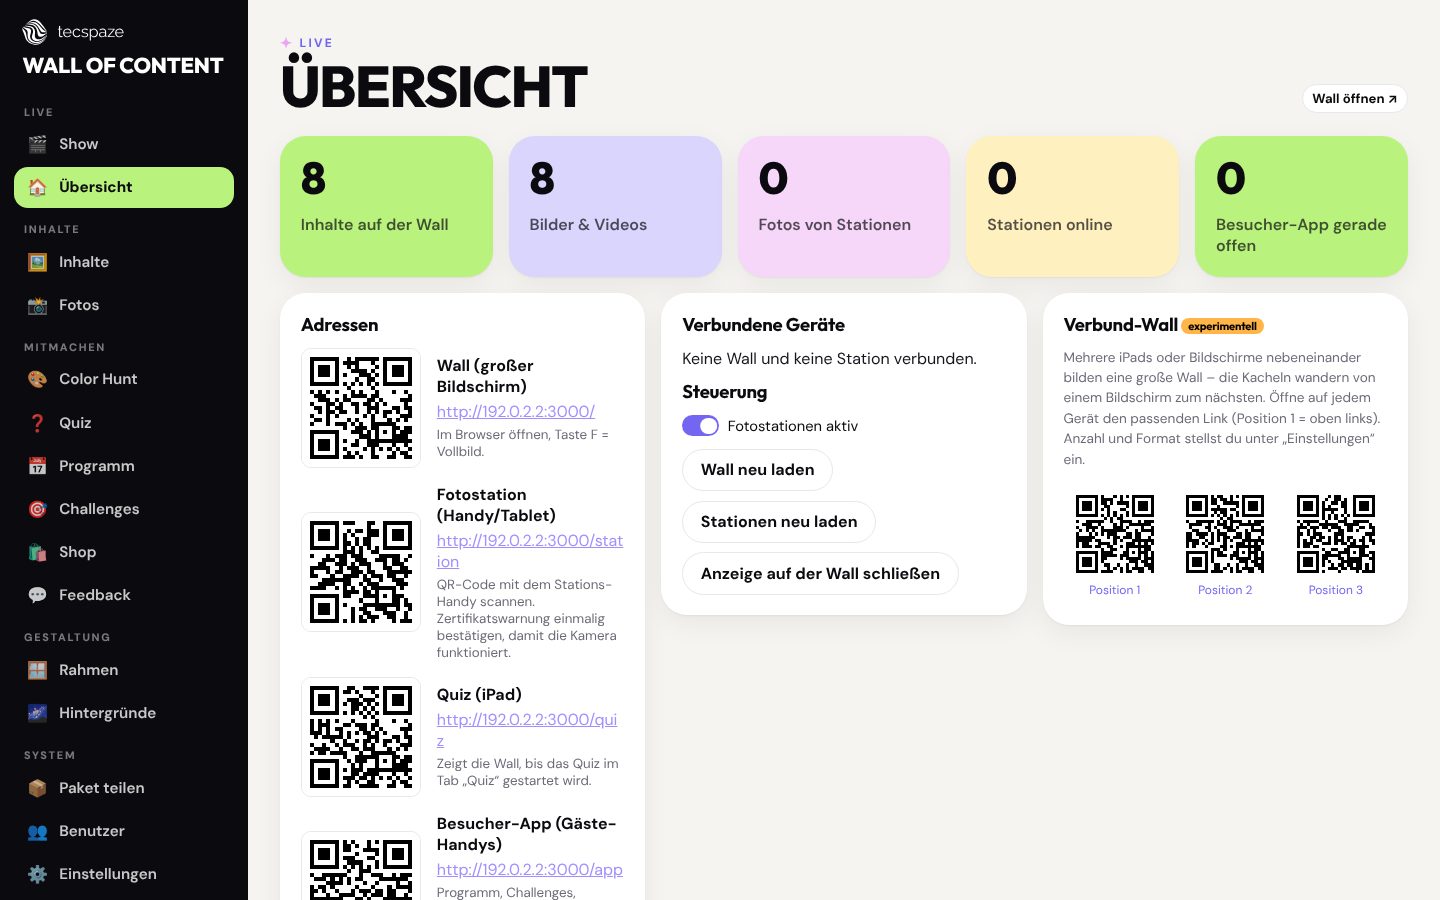 tecspaze
WALL OF CONTENT
LIVE
Show
Übersicht
INHALTE
Inhalte
Fotos
MITMACHEN
Color Hunt
Quiz
Programm
Challenges
Shop
Feedback
GESTALTUNG
Rahmen
Hintergründe
SYSTEM
Paket teilen
Benutzer
Einstellungen
LIVE
ÜBERSICHT
Wall öffnen ↗
8
Inhalte auf der Wall
8
Bilder & Videos
0
Fotos von Stationen
0
Stationen online
0
Besucher-App gerade
offen
Adressen
Wall (großer
Bildschirm)
http://192.0.2.2:3000/
Im Browser öffnen, Taste F =
Vollbild.
Fotostation
(Handy/Tablet)
http://192.0.2.2:3000/stat
ion
QR-Code mit dem Stations-
Handy scannen.
Zertifikatswarnung einmalig
bestätigen, damit die Kamera
funktioniert.
Quiz (iPad)
http://192.0.2.2:3000/qui
z
Zeigt die Wall, bis das Quiz im
Tab „Quiz“ gestartet wird.
Besucher-App (Gäste-
Handys)
http://192.0.2.2:3000/app
Programm, Challenges,
Verbundene Geräte
Keine Wall und keine Station verbunden.
Steuerung
Fotostationen aktiv
Wall neu laden
Stationen neu laden
Anzeige auf der Wall schließen
Verbund-Wall experimentell
Mehrere iPads oder Bildschirme nebeneinander
bilden eine große Wall – die Kacheln wandern von
einem Bildschirm zum nächsten. Öffne auf jedem
Gerät den passenden Link (Position 1 = oben links).
Anzahl und Format stellst du unter „Einstellungen“
ein.
Position 1
Position 2
Position 3